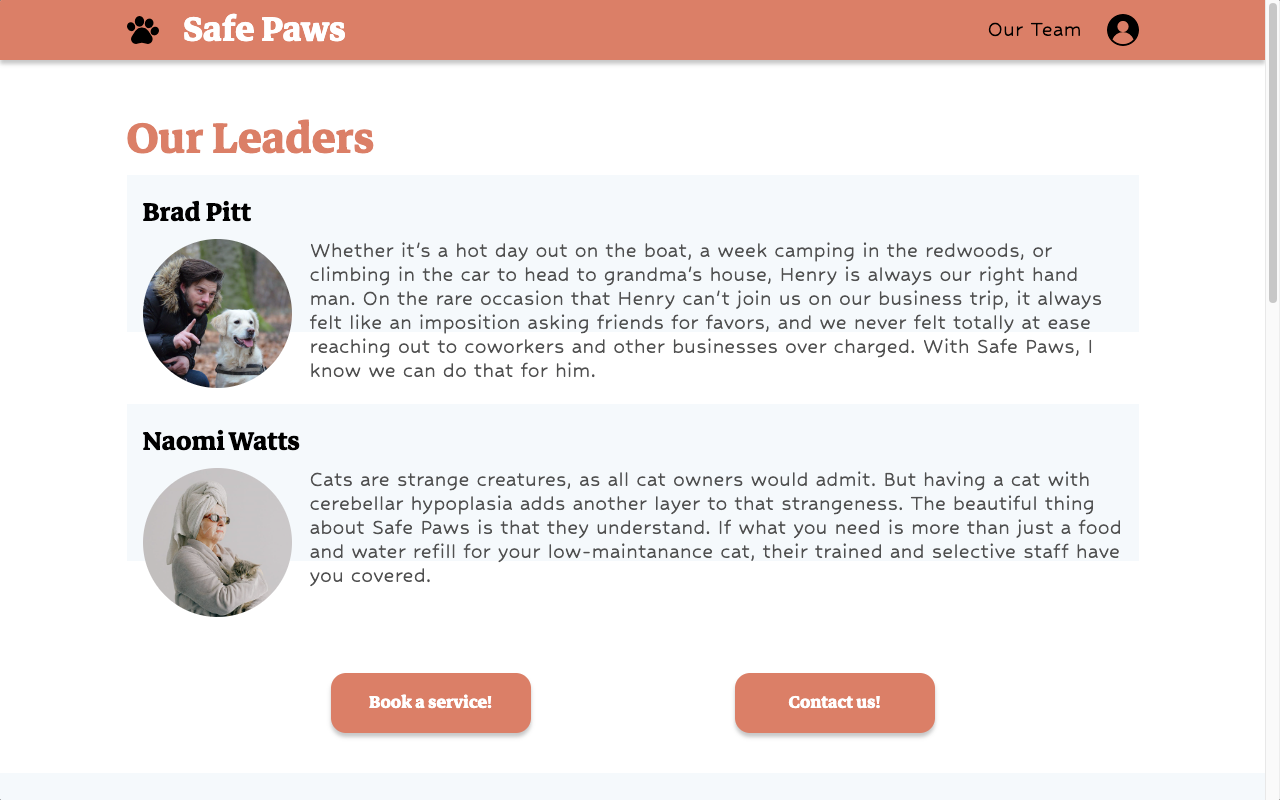 Safe Paws
Our Team
Our Leaders
Brad Pitt
Whether it's a hot day out on the boat, a week camping in the redwoods, or
climbing in the car to head to grandma's house, Henry is always our right hand
man. On the rare occasion that Henry can't join us on our business trip, it always
felt like an imposition asking friends for favors, and we never felt totally at ease
reaching out to coworkers and other businesses over charged. With Safe Paws, I
know we can do that for him.
Naomi Watts
Cats are strange creatures, as all cat owners would admit. But having a cat with
cerebellar hypoplasia adds another layer to that strangeness. The beautiful thing
about Safe Paws is that they understand. If what you need is more than just a food
and water refill for your low-maintanance cat, their trained and selective staff have
you covered.
Book a service!
Contact us!